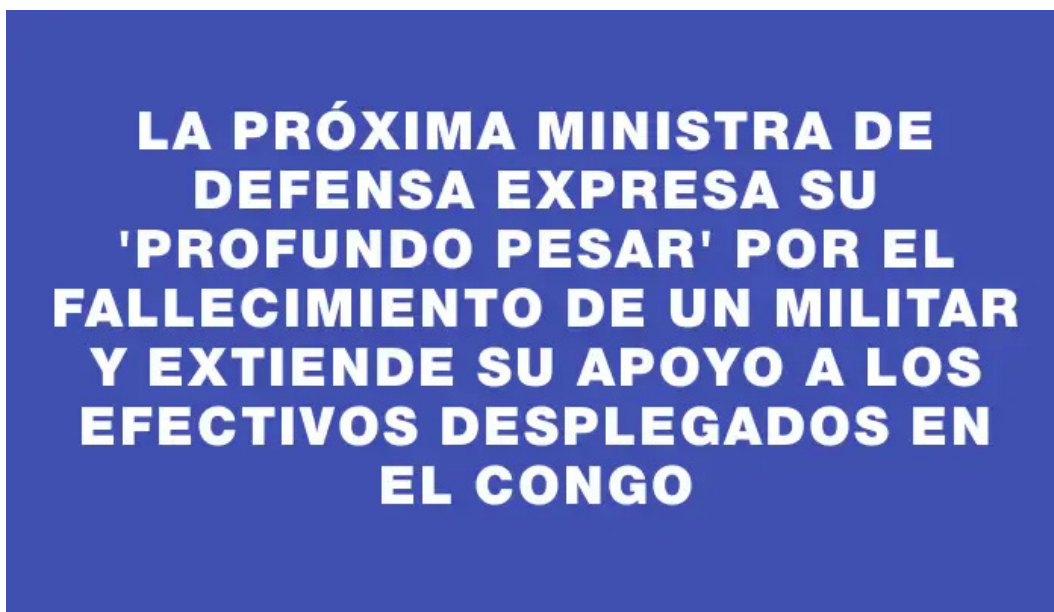 LA PRÓXIMA MINISTRA DE
DEFENSA EXPRESA SU
'PROFUNDO PESAR' POR EL
FALLECIMIENTO DE UN MILITAR
Y EXTIENDE SU APOYO A LOS
EFECTIVOS DESPLEGADOS EN
EL CONGO